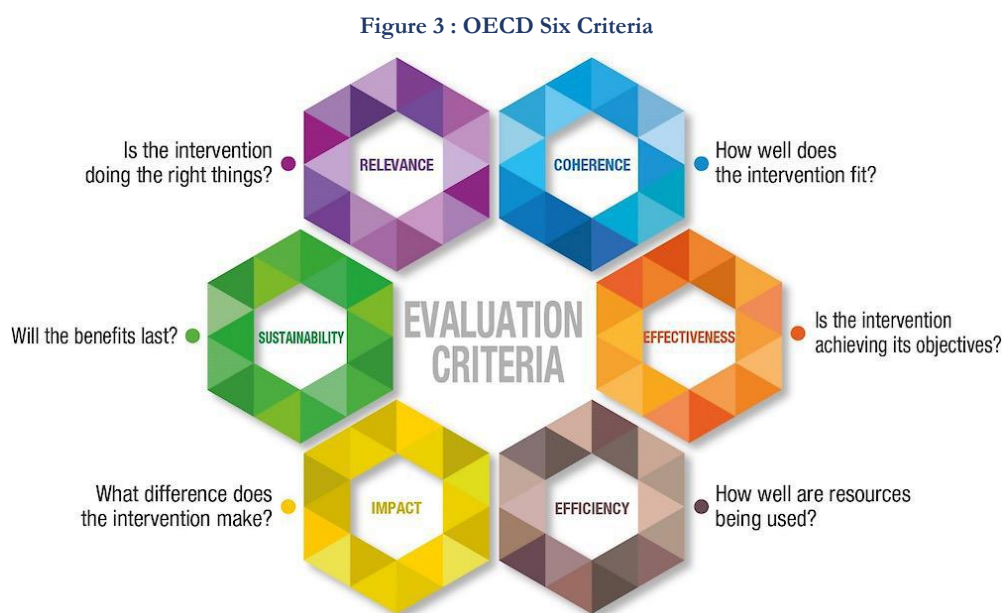 Figure 3 : OECD Six Criteria
Is the intervention
doing the right things?
RELEVANCE
COHERENCE
How well does
the intervention fit?
Will the benefits last?
SUSTAINABILITY
EVALUATION
CRITERIA
EFFECTIVENESS
Is the intervention
achieving its objectives?
What difference does
the intervention make?
IMPACT
EFFICIENCY
How well are resources
being used?